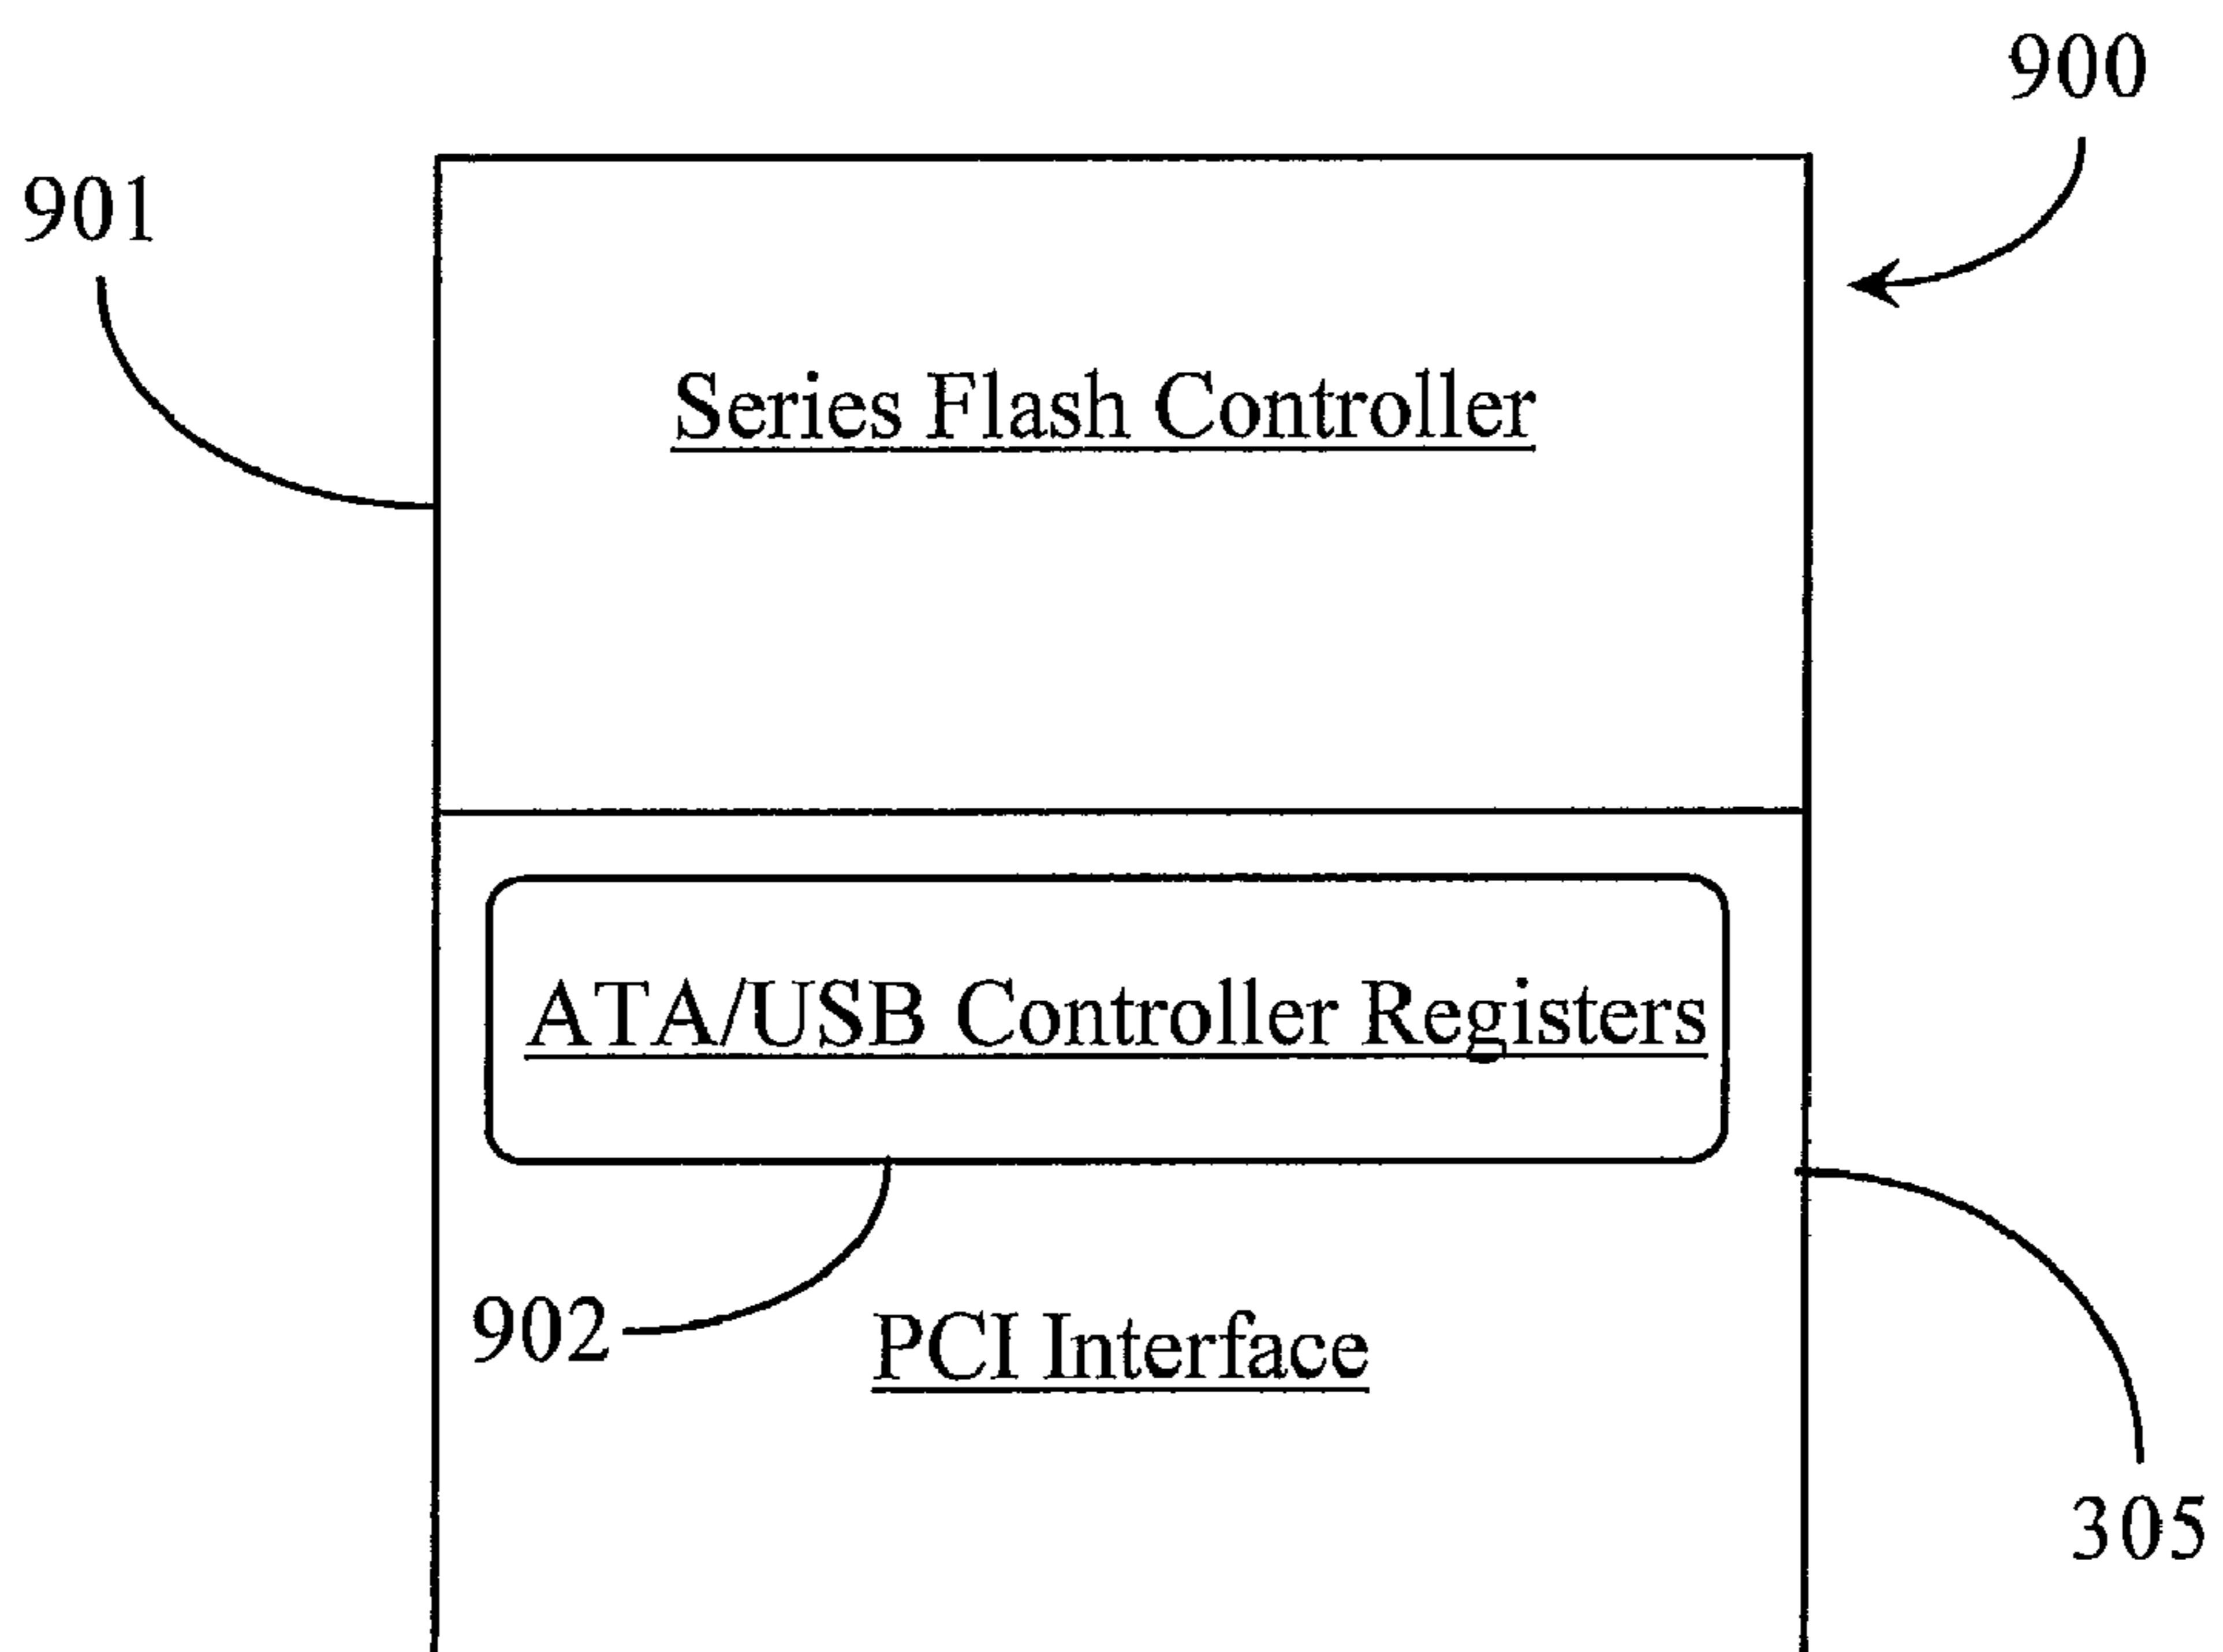 900
901
Series Flash Controller
ATA/USB Controller Registers
902
PCI Interface
305